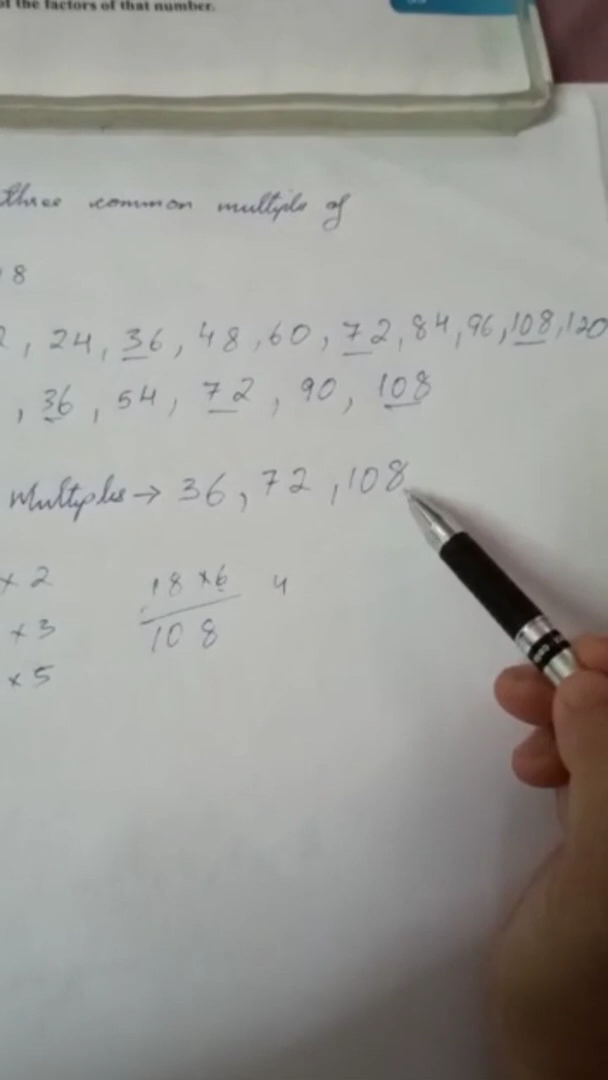 the factors of that number.
three common multiple of
8
2, 24, 36, 48, 60, 72, 84, 96, 108, 120
, 36, 54, 72, 90, 108
Multiples → 36, 72, 108
× 2 18 × 6 4
× 3 108
× 5